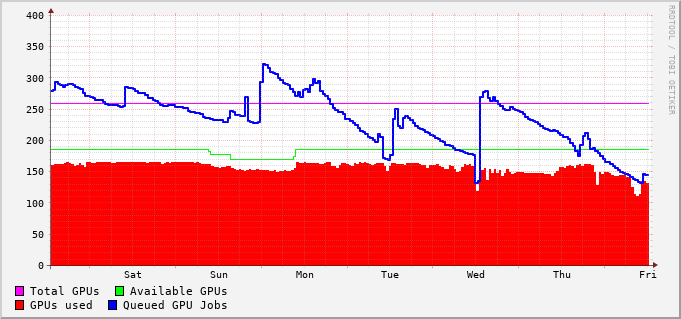 400
350
300
250
200
150
100
50
0
Sat Sun Mon Tue Wed Thu Fri
Total GPUs Available GPUs
GPUs used Queued GPU Jobs
RRDTOOL / TOBI OETIKER